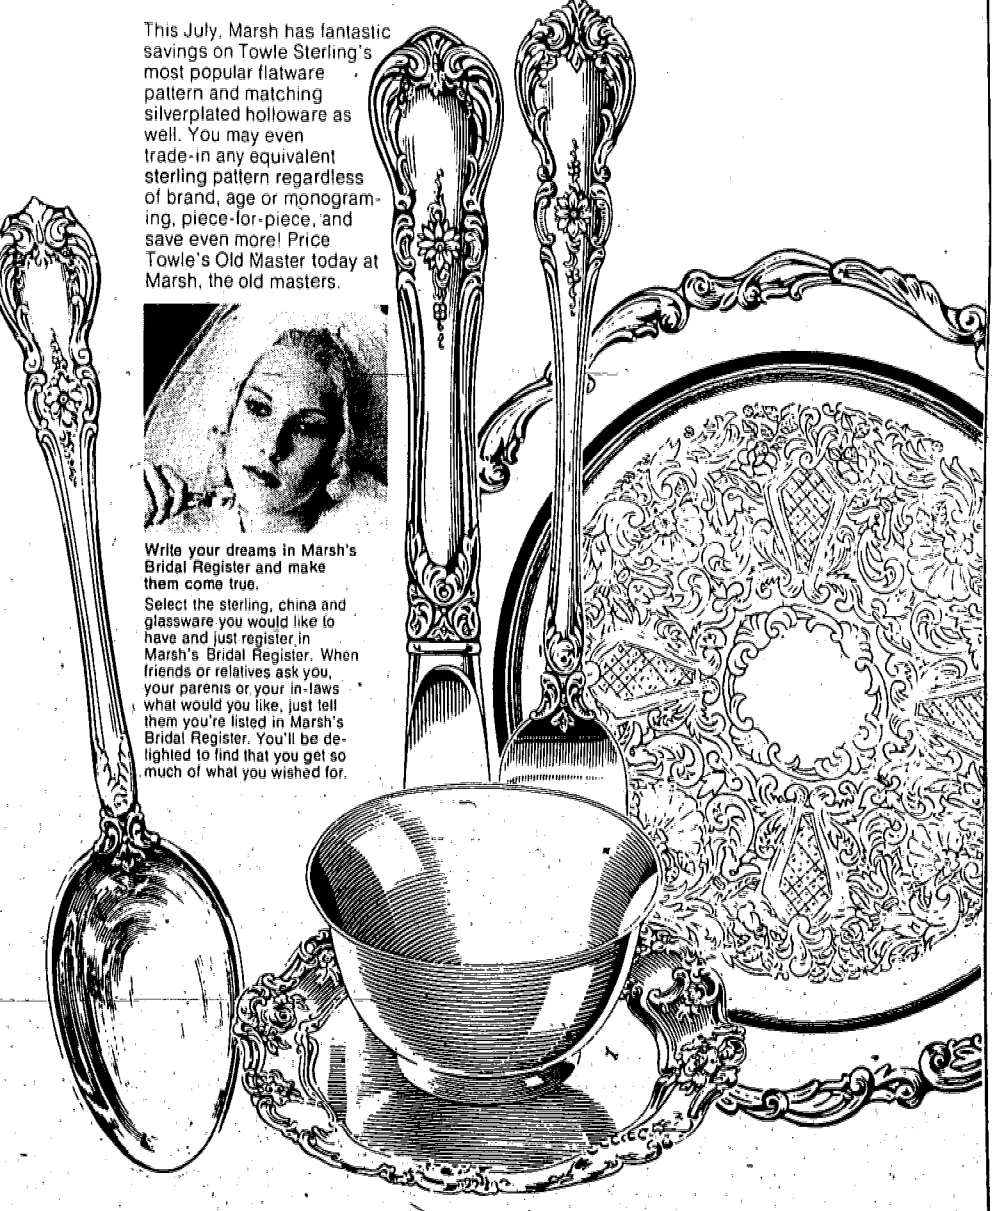 This July, Marsh has fantastic
savings on Towle Sterling's
most popular flatware
pattern and matching
silverplated holloware as
well. You may even
trade-in any equivalent
sterling pattern regardless
of brand, age or monogram-
ing, piece-for-piece, and
save even more! Price
Towle's Old Master today at
Marsh, the old masters.
Write your dreams in Marsh's
Bridal Register and make
them come true.
Select the sterling, china and
glassware you would like to
have and just register in
Marsh's Bridal Register. When
friends or relatives ask you,
your parents or your in-laws
what would you like, just tell
them you're listed in Marsh's
Bridal Register. You'll be de-
lighted to find that you get so
much of what you wished for.